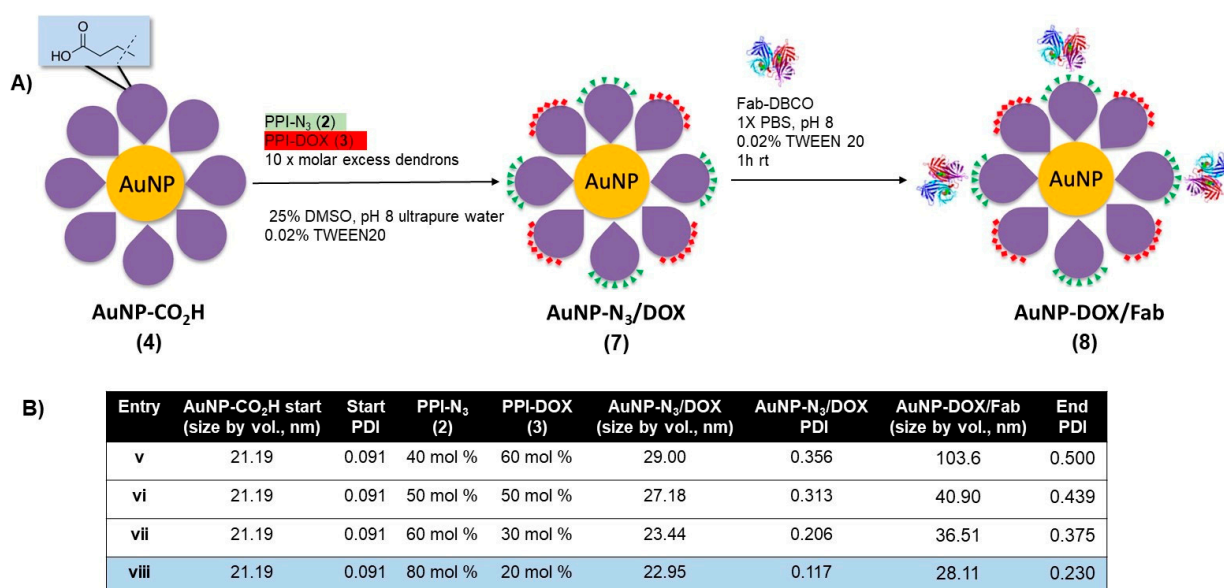 A)
O
HO
PPI-N₃ (2)
PPI-DOX (3)
10 x molar excess dendrons
25% DMSO, pH 8 ultrapure water
0.02% TWEEN20
Fab-DBCO
1X PBS, pH 8
0.02% TWEEN 20
1h rt
AuNP
AuNP
AuNP
AuNP-CO₂H
(4)
AuNP-N₃/DOX
(7)
AuNP-DOX/Fab
(8)
B)
Entry AuNP-CO₂H start (size by vol., nm) Start PDI PPI-N₃ (2) PPI-DOX (3) AuNP-N₃/DOX (size by vol., nm) AuNP-N₃/DOX PDI AuNP-DOX/Fab (size by vol., nm) End PDI
v 21.19 0.091 40 mol % 60 mol % 29.00 0.356 103.6 0.500
vi 21.19 0.091 50 mol % 50 mol % 27.18 0.313 40.90 0.439
vii 21.19 0.091 60 mol % 30 mol % 23.44 0.206 36.51 0.375
viii 21.19 0.091 80 mol % 20 mol % 22.95 0.117 28.11 0.230